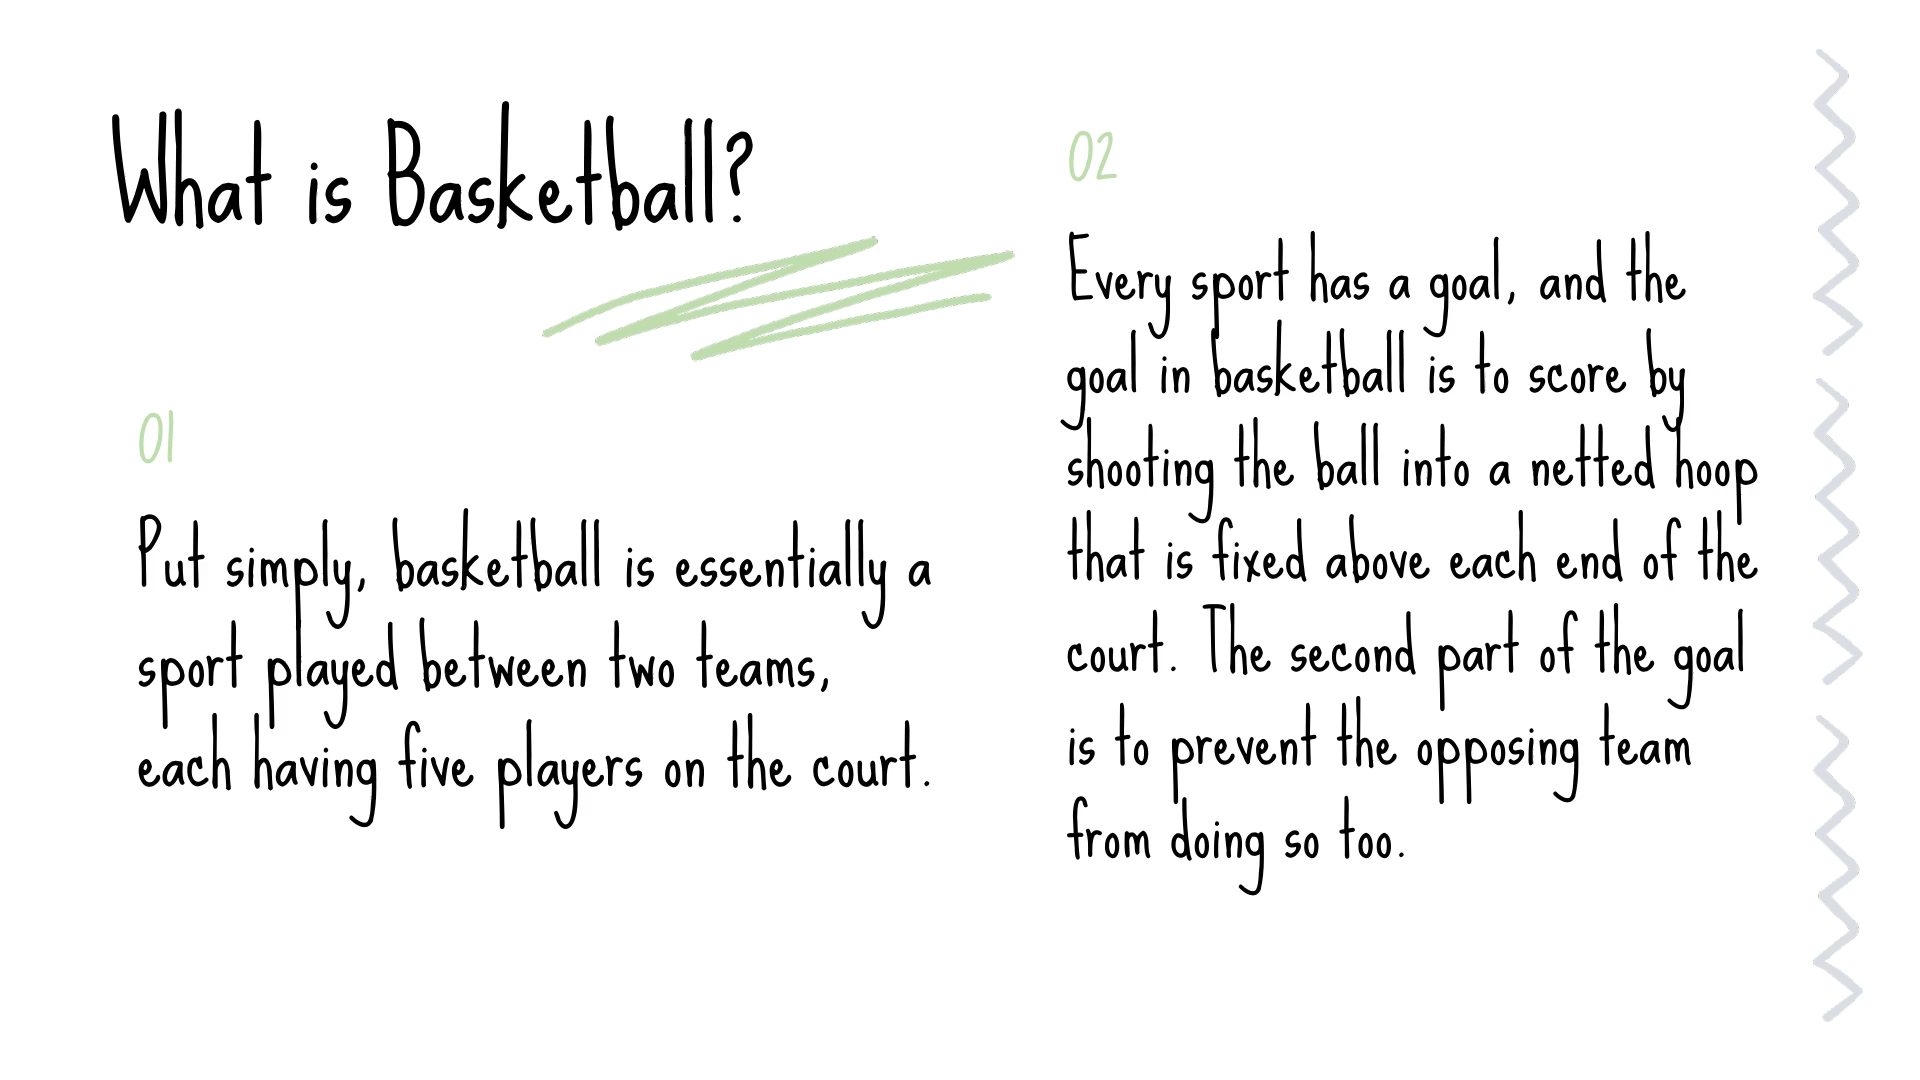 What is Basketball?
01
Put simply, basketball is essentially a
sport played between two teams,
each having five players on the court.
02
Every sport has a goal, and the
goal in basketball is to score by
shooting the ball into a netted hoop
that is fixed above each end of the
court. The second part of the goal
is to prevent the opposing team
from doing so too.